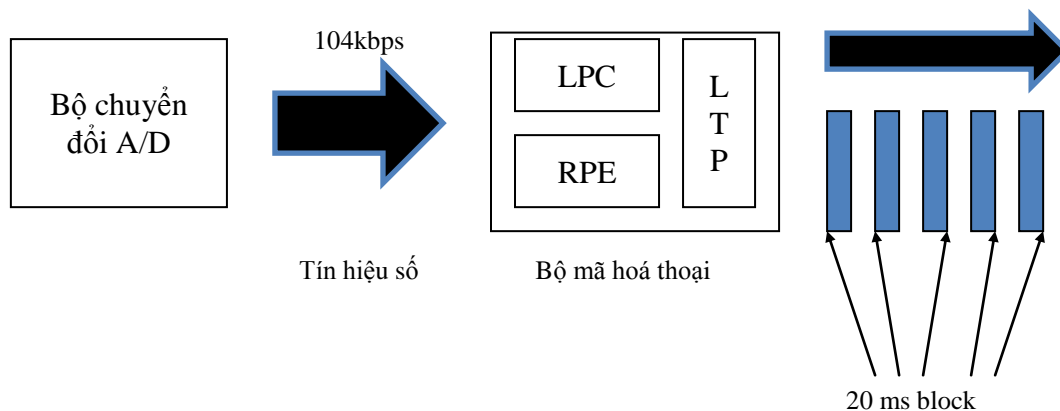 104kbps
Bộ chuyển
đổi A/D
LPC
RPE
L
T
P
Tín hiệu số
Bộ mã hoá thoại
20 ms block